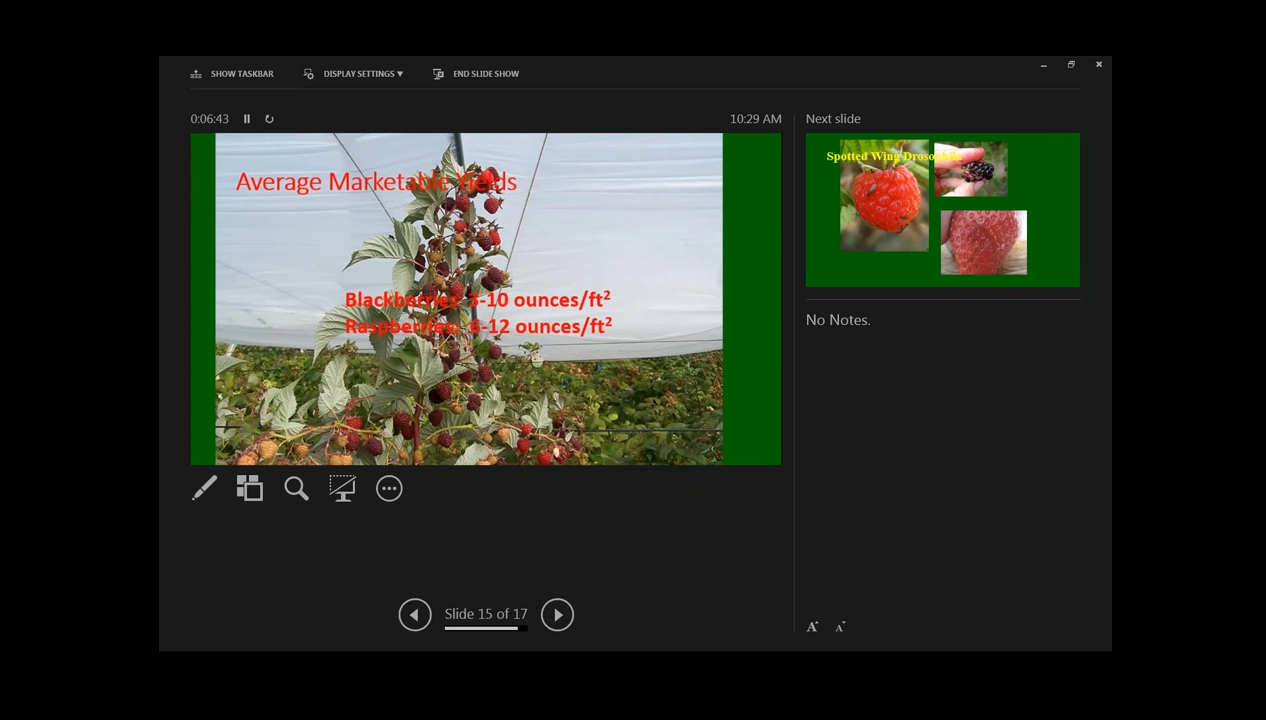 SHOW TASKBAR
DISPLAY SETTINGS ▼
END SLIDE SHOW
0:06:43
10:29 AM
Average Marketable Yields
Blackberries: 3-10 ounces/ft²
Raspberries: 6-12 ounces/ft²
Slide 15 of 17
Next slide
Spotted Wing Drosophila
No Notes.
A
A